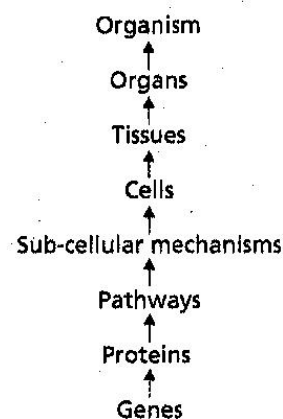 Organism
Organs
Tissues
Cells
Sub-cellular mechanisms
Pathways
Proteins
Genes